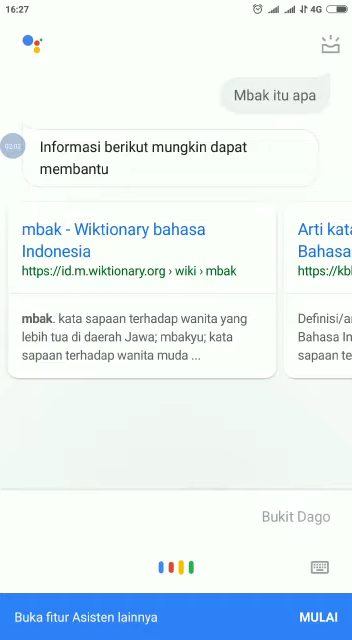 16:27
4G
Mbak itu apa
02:02
Informasi berikut mungkin dapat
membantu
mbak - Wiktionary bahasa
Indonesia
https://id.m.wiktionary.org › wiki › mbak
mbak. kata sapaan terhadap wanita yang
lebih tua di daerah Jawa; mbakyu; kata
sapaan terhadap wanita muda ...
Arti kata
Bahasa
https://kb
Definisi/a
Bahasa In
sapaan te
Bukit Dago
Buka fitur Asisten lainnya
MULAI